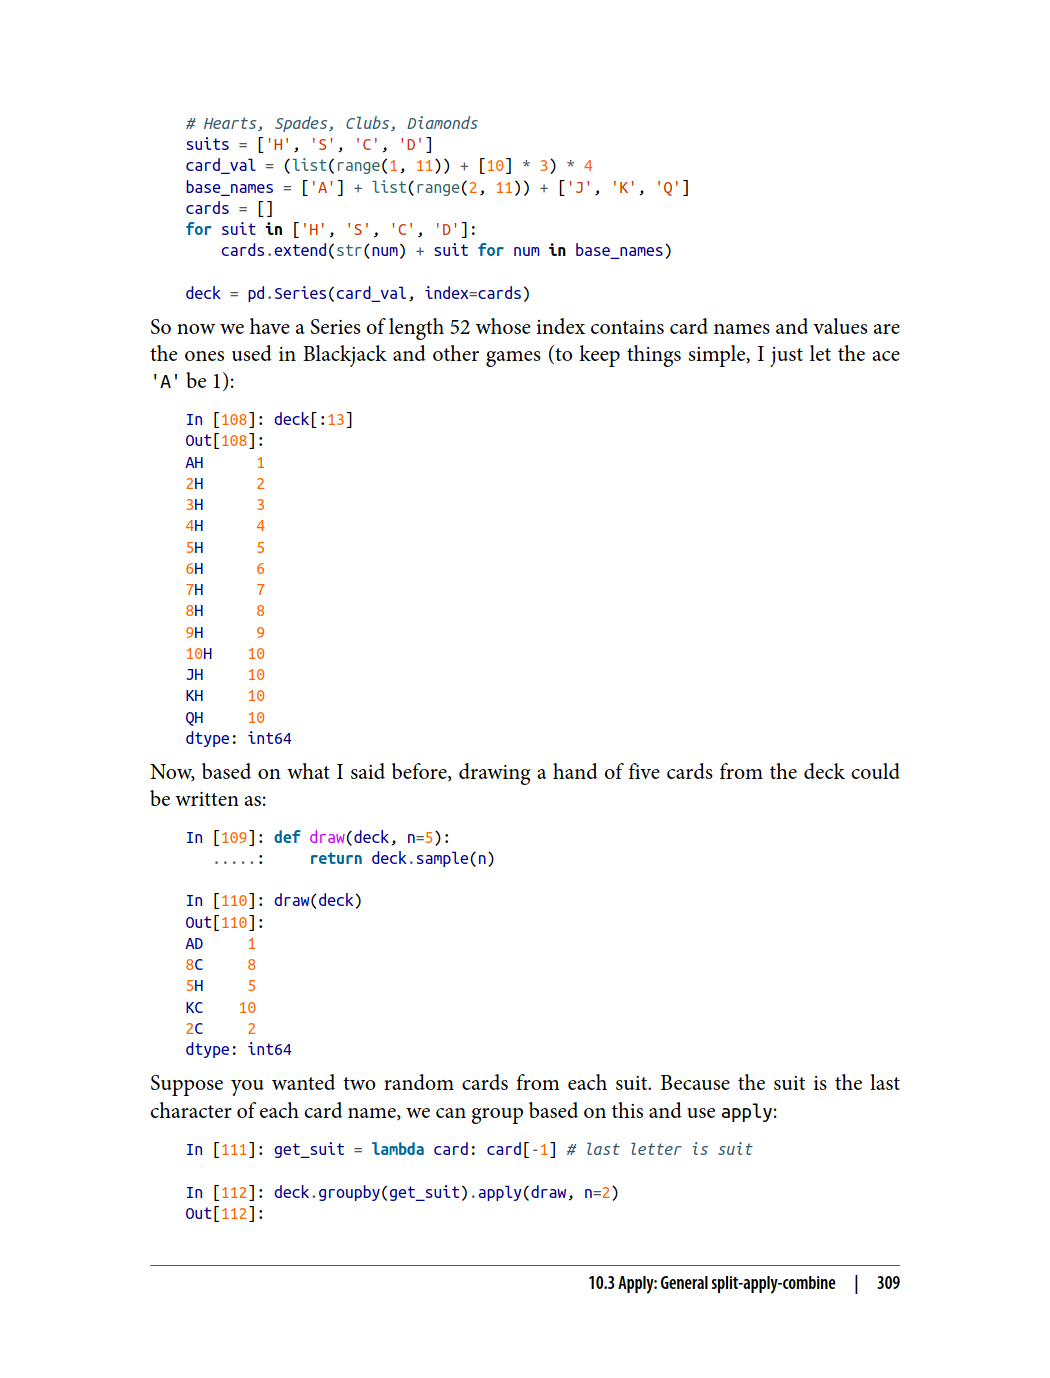 # Hearts, Spades, Clubs, Diamonds
suits = ['H', 'S', 'C', 'D']
card_val = (list(range(1, 11)) + [10] * 3) * 4
base_names = ['A'] + list(range(2, 11)) + ['J', 'K', 'Q']
cards = []
for suit in ['H', 'S', 'C', 'D']:
    cards.extend(str(num) + suit for num in base_names)
deck = pd.Series(card_val, index=cards)
So now we have a Series of length 52 whose index contains card names and values are
the ones used in Blackjack and other games (to keep things simple, I just let the ace
'A' be 1):
In [108]: deck[:13]
Out[108]:
AH      1
2H      2
3H      3
4H      4
5H      5
6H      6
7H      7
8H      8
9H      9
10H    10
JH     10
KH     10
QH     10
dtype: int64
Now, based on what I said before, drawing a hand of five cards from the deck could
be written as:
In [109]: def draw(deck, n=5):
   .....:     return deck.sample(n)
In [110]: draw(deck)
Out[110]:
AD     1
8C     8
5H     5
KC    10
2C     2
dtype: int64
Suppose you wanted two random cards from each suit. Because the suit is the last
character of each card name, we can group based on this and use apply:
In [111]: get_suit = lambda card: card[-1] # last letter is suit
In [112]: deck.groupby(get_suit).apply(draw, n=2)
Out[112]:
10.3 Apply: General split-apply-combine | 309